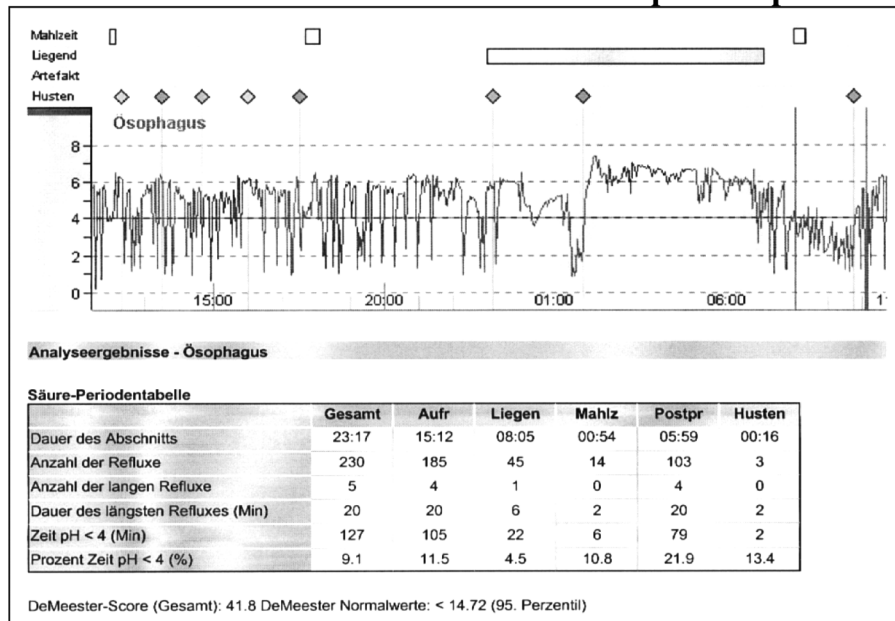 Mahlzeit
Liegend
Artefakt
Husten
Ösophagus
8
6
4
2
0
15:00 20:00 01:00 06:00 1
Analyseergebnisse - Ösophagus
Säure-Periodentabelle
Gesamt Aufr Liegen Mahlz Postpr Husten
Dauer des Abschnitts 23:17 15:12 08:05 00:54 05:59 00:16
Anzahl der Refluxe 230 185 45 14 103 3
Anzahl der langen Refluxe 5 4 1 0 4 0
Dauer des längsten Refluxes (Min) 20 20 6 2 20 2
Zeit pH < 4 (Min) 127 105 22 6 79 2
Prozent Zeit pH < 4 (%) 9.1 11.5 4.5 10.8 21.9 13.4
DeMeester-Score (Gesamt): 41.8 DeMeester Normalwerte: < 14.72 (95. Perzentil)